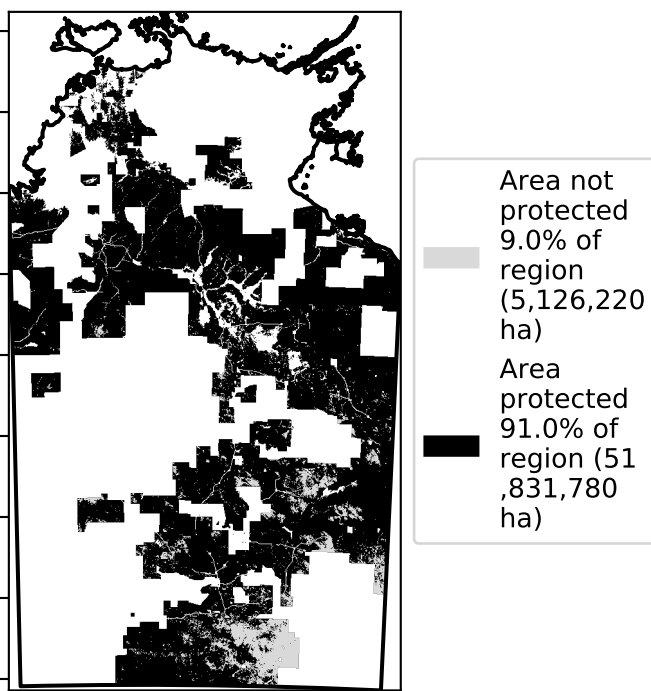 Area not
protected
9.0% of
region
(5,126,220
ha)
Area
protected
91.0% of
region (51
,831,780
ha)